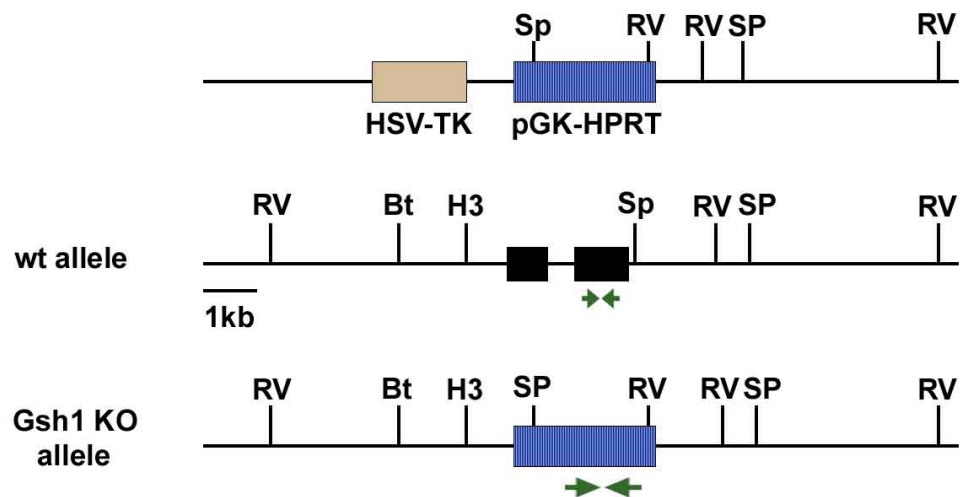 Sp RV RV SP RV
HSV-TK pGK-HPRT
RV Bt H3 Sp RV SP RV
wt allele
1kb
RV Bt H3 SP RV RV SP RV
Gsh1 KO
allele